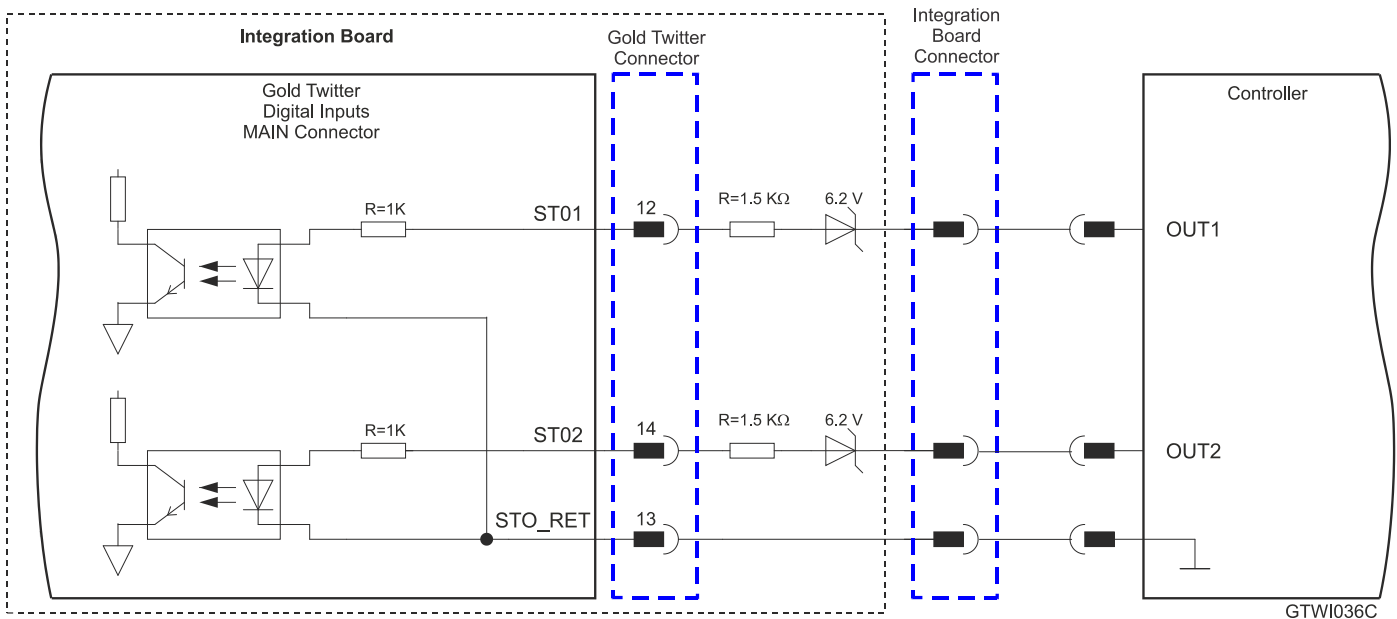 Integration Board
Gold Twitter
Connector
Integration
Board
Connector
Gold Twitter
Digital Inputs
MAIN Connector
Controller
R=1K
ST01
12
R=1.5 KΩ
6.2 V
OUT1
R=1K
ST02
14
R=1.5 KΩ
6.2 V
OUT2
STO_RET
13
GTWI036C